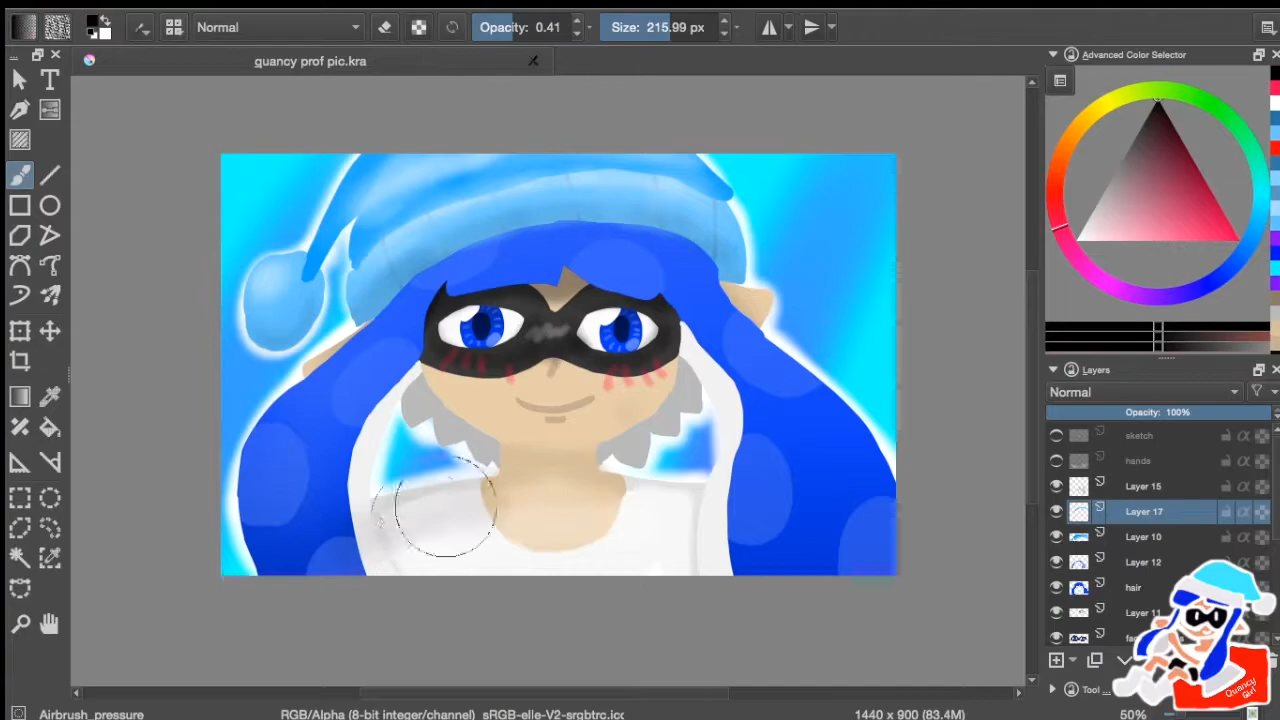 Normal
Opacity: 0.41
Size: 215.99 px
quancy prof pic.kra
Advanced Color Selector
Layers
Normal
Opacity: 100%
sketch
hands
Layer 15
Layer 17
Layer 10
Layer 12
hair
Layer 11
Tool ...
Quancy
Girl
Airbrush_pressure
RGB/Alpha (8-bit integer/channel) sRGB-elle-V2-srgbtrc.icc
1440 x 900 (83.4M)
50%